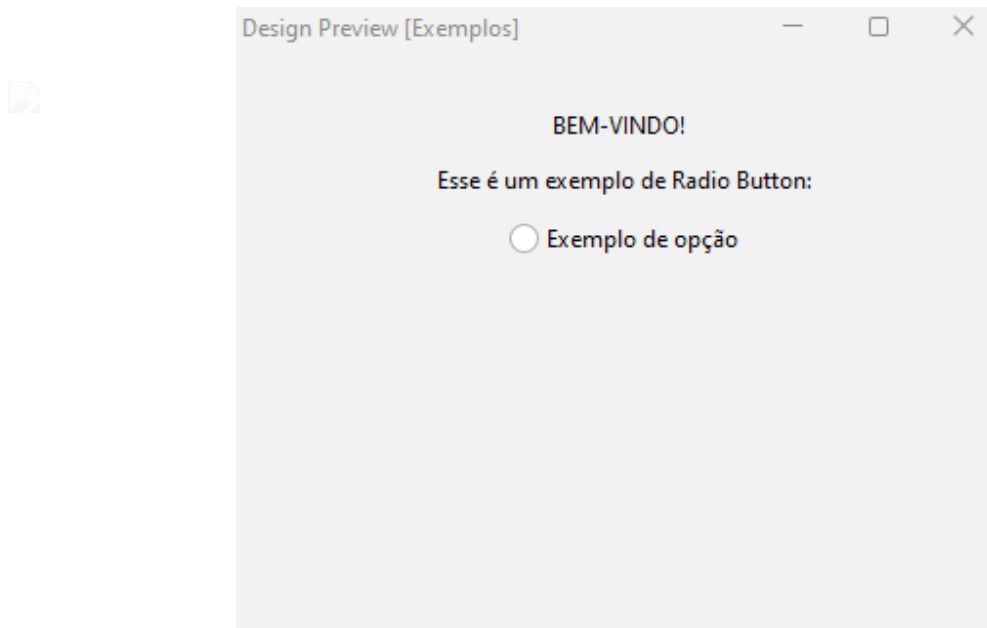 Design Preview [Exemplos]
BEM-VINDO!
Esse é um exemplo de Radio Button:
Exemplo de opção